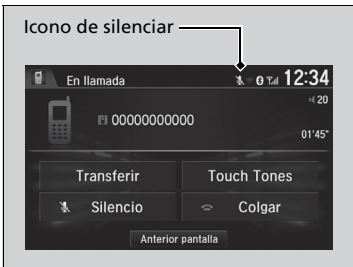 Icono de silenciar
En llamada
12:34
20
00000000000
01'45"
Transferir
Touch Tones
Silencio
Colgar
Anterior pantalla